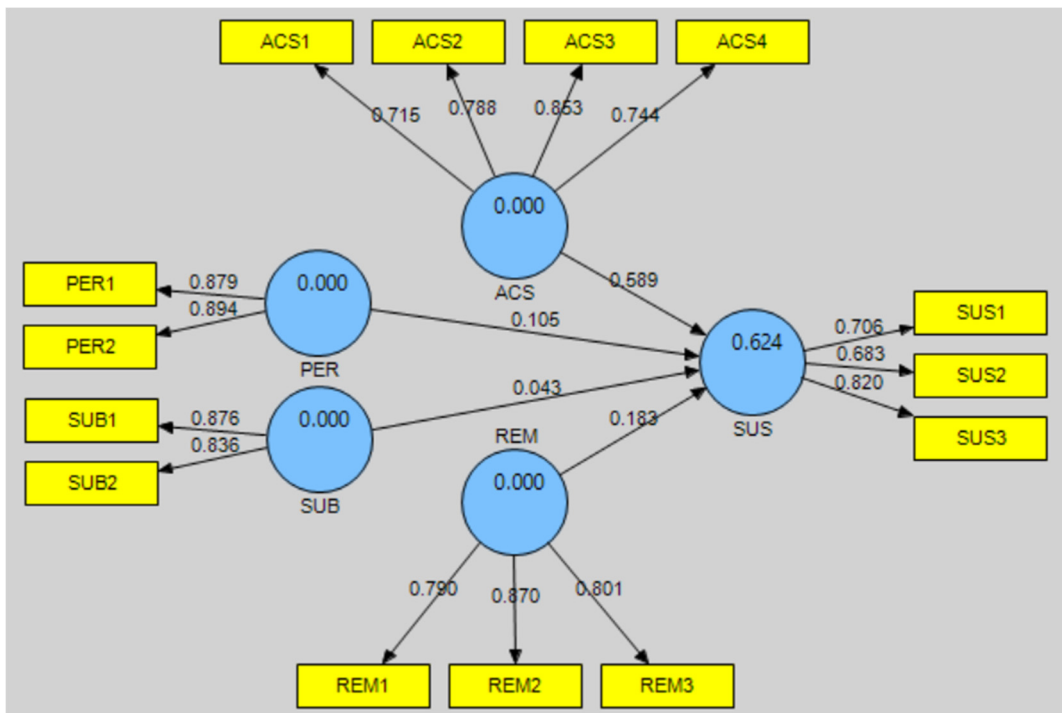 ACS1 ACS2 ACS3 ACS4
0.715 0.788 0.853 0.744
0.000
ACS
0.589
PER1
0.879
PER2
0.894
0.000
PER
0.105
SUB1
0.876
SUB2
0.836
0.000
SUB
0.043
REM
0.183
0.000
0.624
SUS
0.706
SUS1
0.683
SUS2
0.820
SUS3
0.790 0.870 0.801
REM1 REM2 REM3